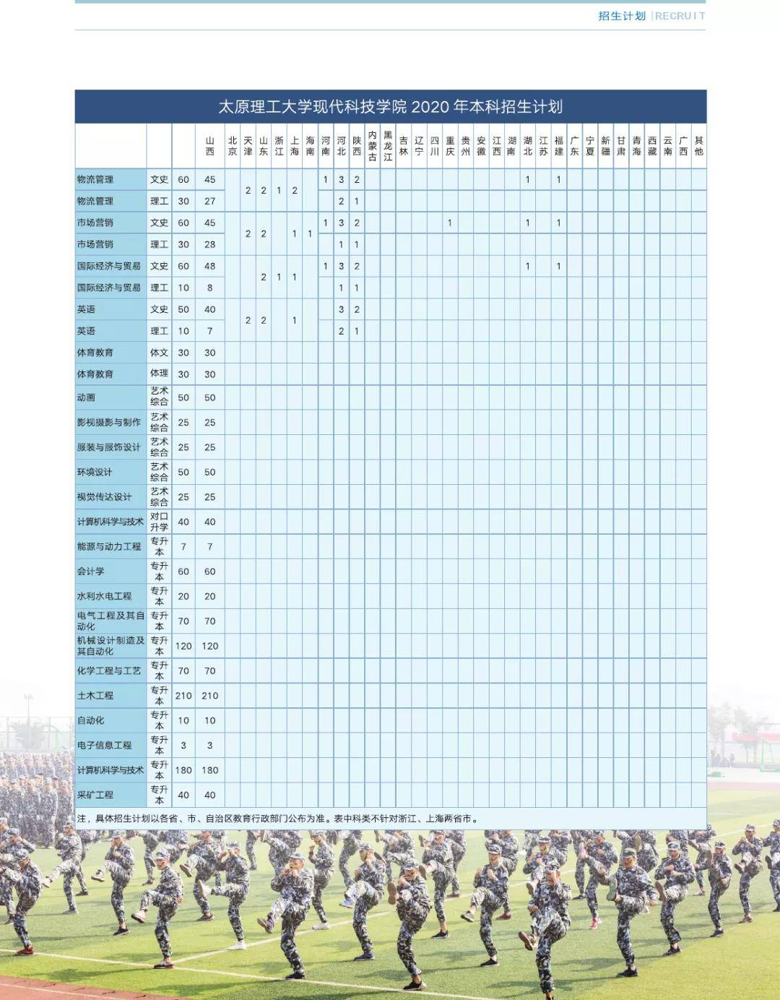 招生计划 |RECRUIT
太原理工大学现代科技学院 2020 年本科招生计划
山西 北京 天津 山东 浙江 上海 海南 河南 河北 陕西 内蒙古 黑龙江 吉林 辽宁 四川 重庆 贵州 安徽 江西 湖南 湖北 江苏 福建 广东 宁夏 新疆 甘肃 青海 西藏 云南 广西 其他
物流管理 文史 60 45 1 3 2 1 1
2 2 1 2
物流管理 理工 30 27 2 1
市场营销 文史 60 45 1 3 2 1 1 1
2 2 1 1
市场营销 理工 30 28 1 1
国际经济与贸易 文史 60 48 1 3 2 1 1
2 1 1
国际经济与贸易 理工 10 8 1 1
英语 文史 50 40 3 2
2 2 1
英语 理工 10 7 2 1
体育教育 体文 30 30
体育教育 体理 30 30
动画 艺术综合 50 50
影视摄影与制作 艺术综合 25 25
服装与服饰设计 艺术综合 25 25
环境设计 艺术综合 50 50
视觉传达设计 艺术综合 25 25
计算机科学与技术 对口升学 40 40
能源与动力工程 专升本 7 7
会计学 专升本 60 60
水利水电工程 专升本 20 20
电气工程及其自动化 专升本 70 70
机械设计制造及其自动化 专升本 120 120
化学工程与工艺 专升本 70 70
土木工程 专升本 210 210
自动化 专升本 10 10
电子信息工程 专升本 3 3
计算机科学与技术 专升本 180 180
采矿工程 专升本 40 40
注，具体招生计划以各省、市、自治区教育行政部门公布为准。表中科类不针对浙江、上海两省市。